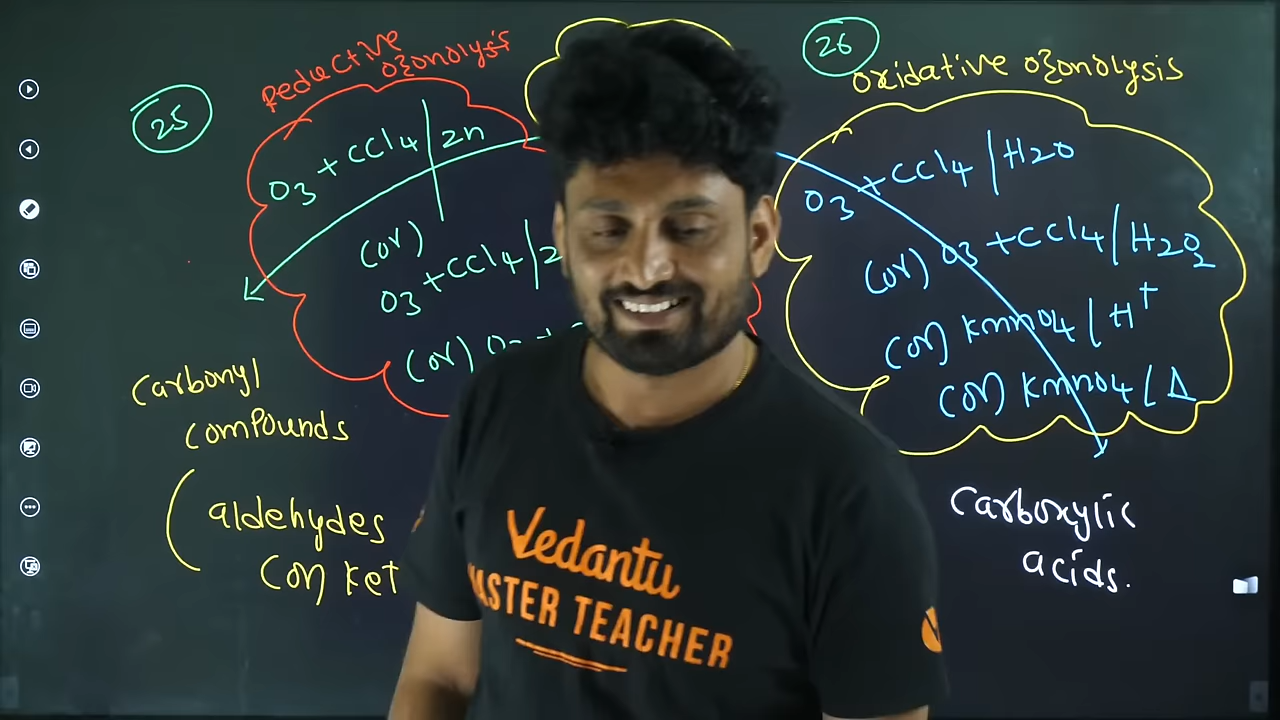 25
Reductive
ozonolysis
O3 + CCl4 / Zn
(or)
O3 + CCl4 /
(or)
Carbonyl
compounds
(aldehydes
(or) ket
26
oxidative ozonolysis
O3 + CCl4 / H2O
(or) O3 + CCl4 / H2O2
(or) KmnO4 / H+
(or) KmnO4 / Δ
Carboxylic
acids.
Vedantu
MASTER TEACHER